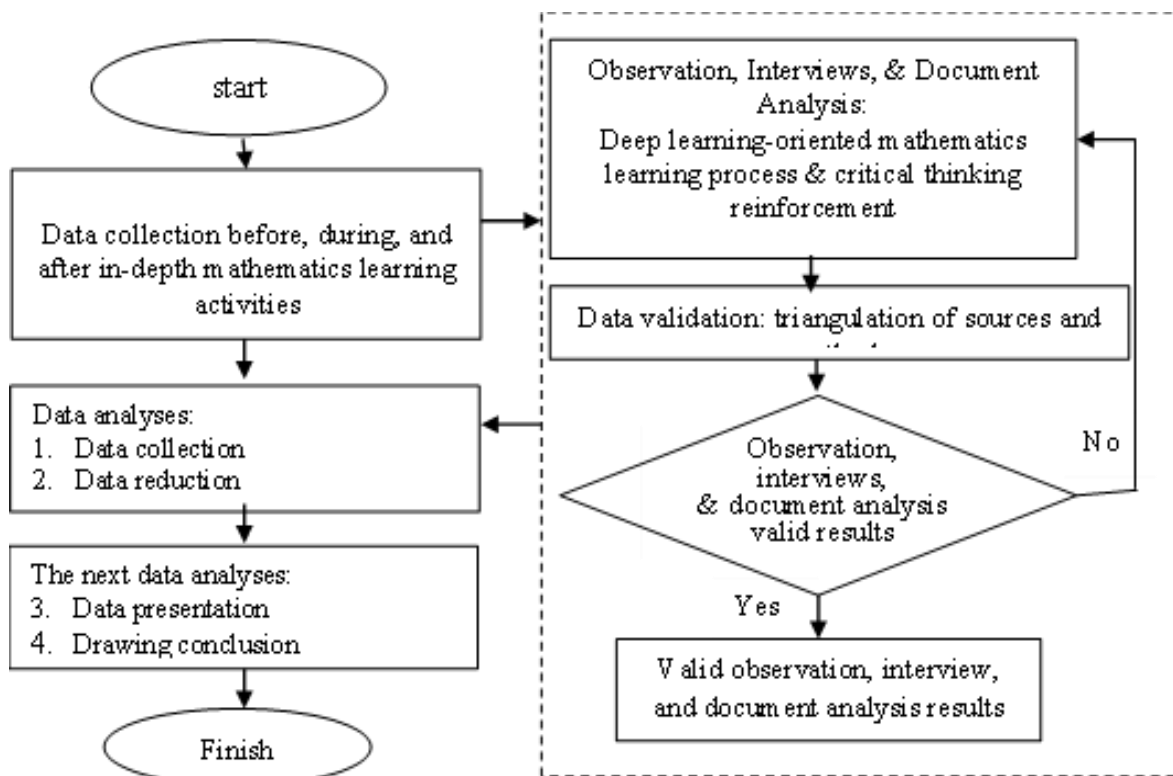 start
Data collection before, during, and
after in-depth mathematics learning
activities
Data analyses:
1. Data collection
2. Data reduction
The next data analyses:
3. Data presentation
4. Drawing conclusion
Finish
Observation, Interviews, & Document
Analysis:
Deep learning-oriented mathematics
learning process & critical thinking
reinforcement
Data validation: triangulation of sources and
Observation,
interviews,
& document analysis
valid results
No
Yes
Valid observation, interview,
and document analysis results